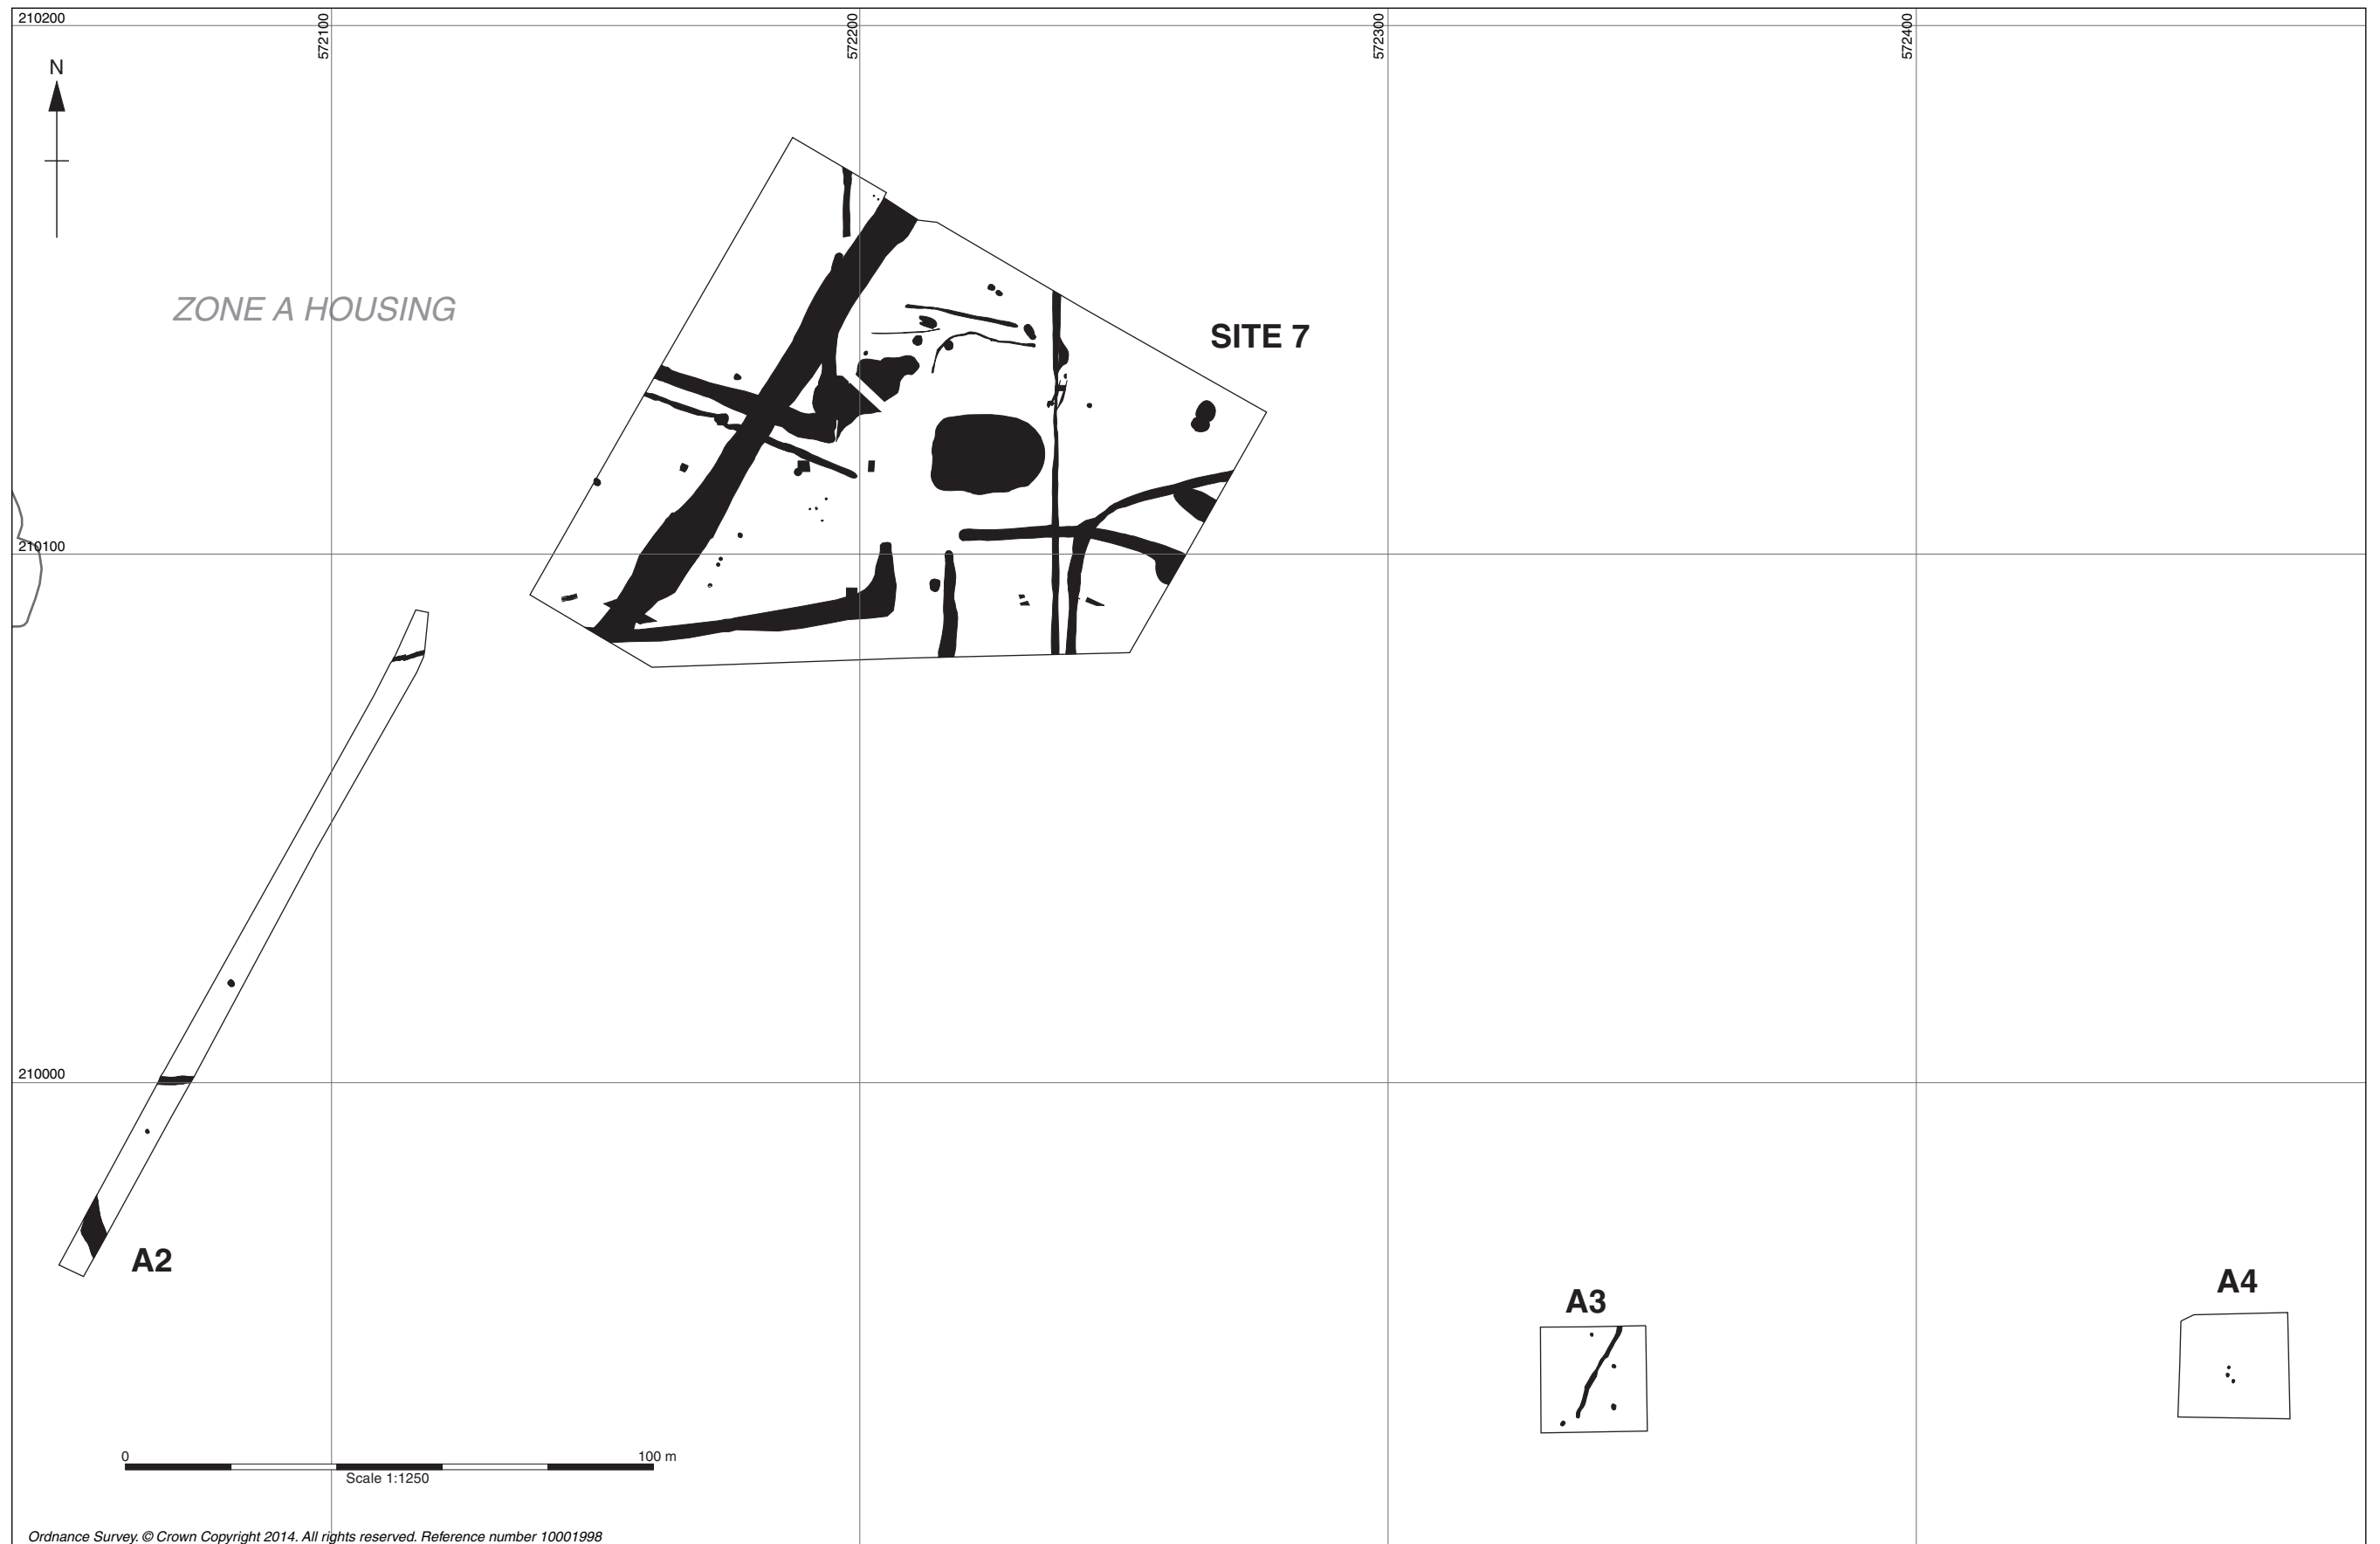 210200
572100
572200
572300
572400
N
ZONE A HOUSING
SITE 7
210100
210000
A2
A3
A4
0 100 m
Scale 1:1250
Ordnance Survey. © Crown Copyright 2014. All rights reserved. Reference number 10001998